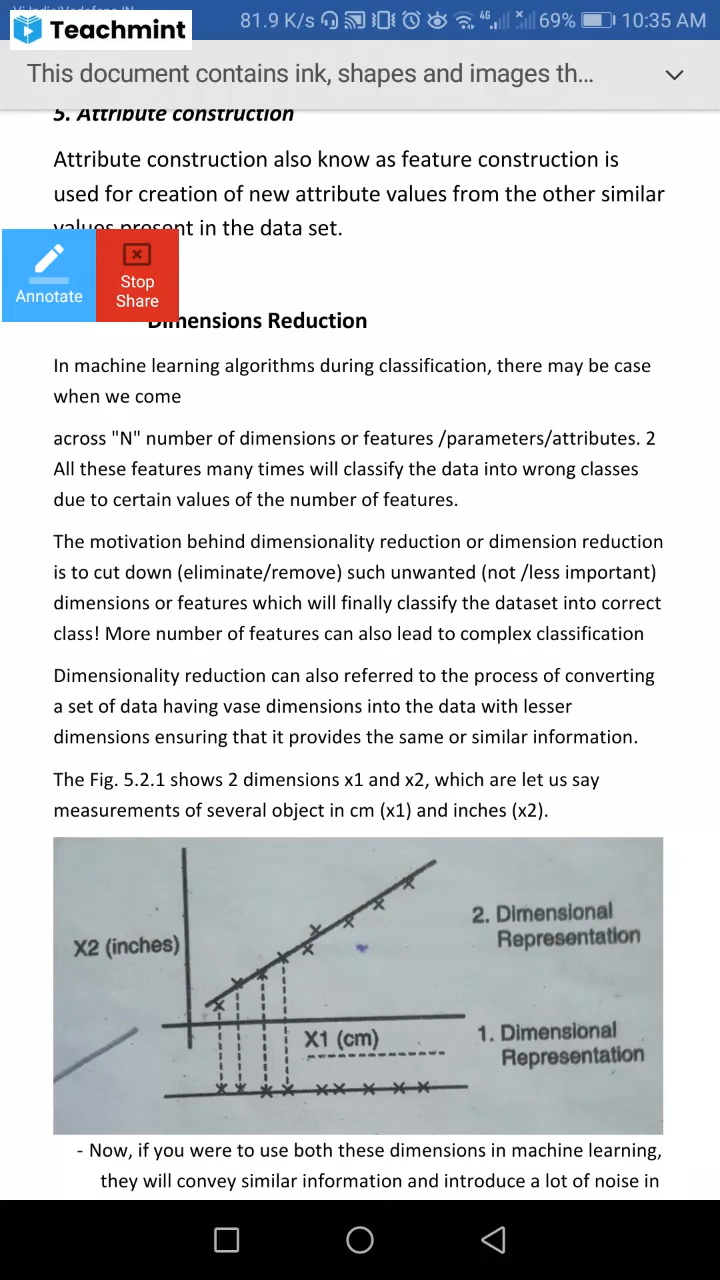 81.9 K/s 4G 69% 10:35 AM
Teachmint
This document contains ink, shapes and images th...
5. Attribute construction
Attribute construction also know as feature construction is
used for creation of new attribute values from the other similar
values present in the data set.
Annotate
Stop
Share
Dimensions Reduction
In machine learning algorithms during classification, there may be case
when we come
across "N" number of dimensions or features /parameters/attributes. 2
All these features many times will classify the data into wrong classes
due to certain values of the number of features.
The motivation behind dimensionality reduction or dimension reduction
is to cut down (eliminate/remove) such unwanted (not /less important)
dimensions or features which will finally classify the dataset into correct
class! More number of features can also lead to complex classification
Dimensionality reduction can also referred to the process of converting
a set of data having vase dimensions into the data with lesser
dimensions ensuring that it provides the same or similar information.
The Fig. 5.2.1 shows 2 dimensions x1 and x2, which are let us say
measurements of several object in cm (x1) and inches (x2).
X2 (inches)
2. Dimensional
Representation
X1 (cm)
1. Dimensional
Representation
- Now, if you were to use both these dimensions in machine learning,
they will convey similar information and introduce a lot of noise in